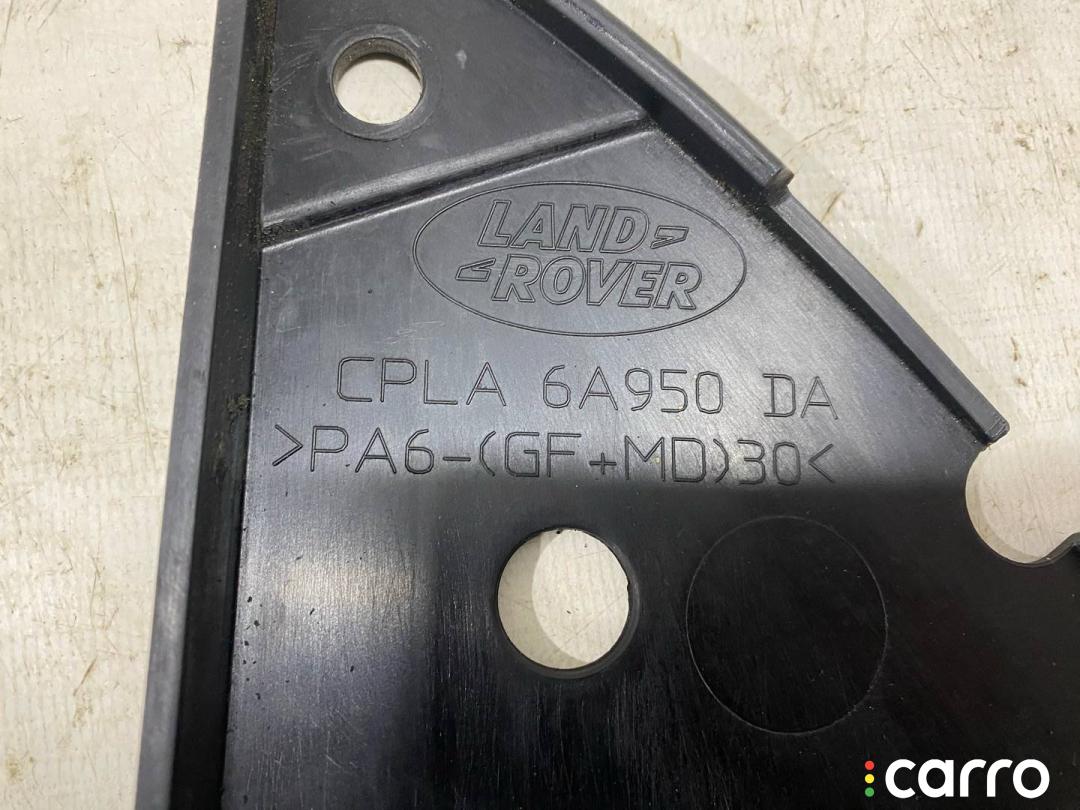 LAND
ROVER
CPLA 6A950 DA
>PA6-(GF+MD)30<
carro